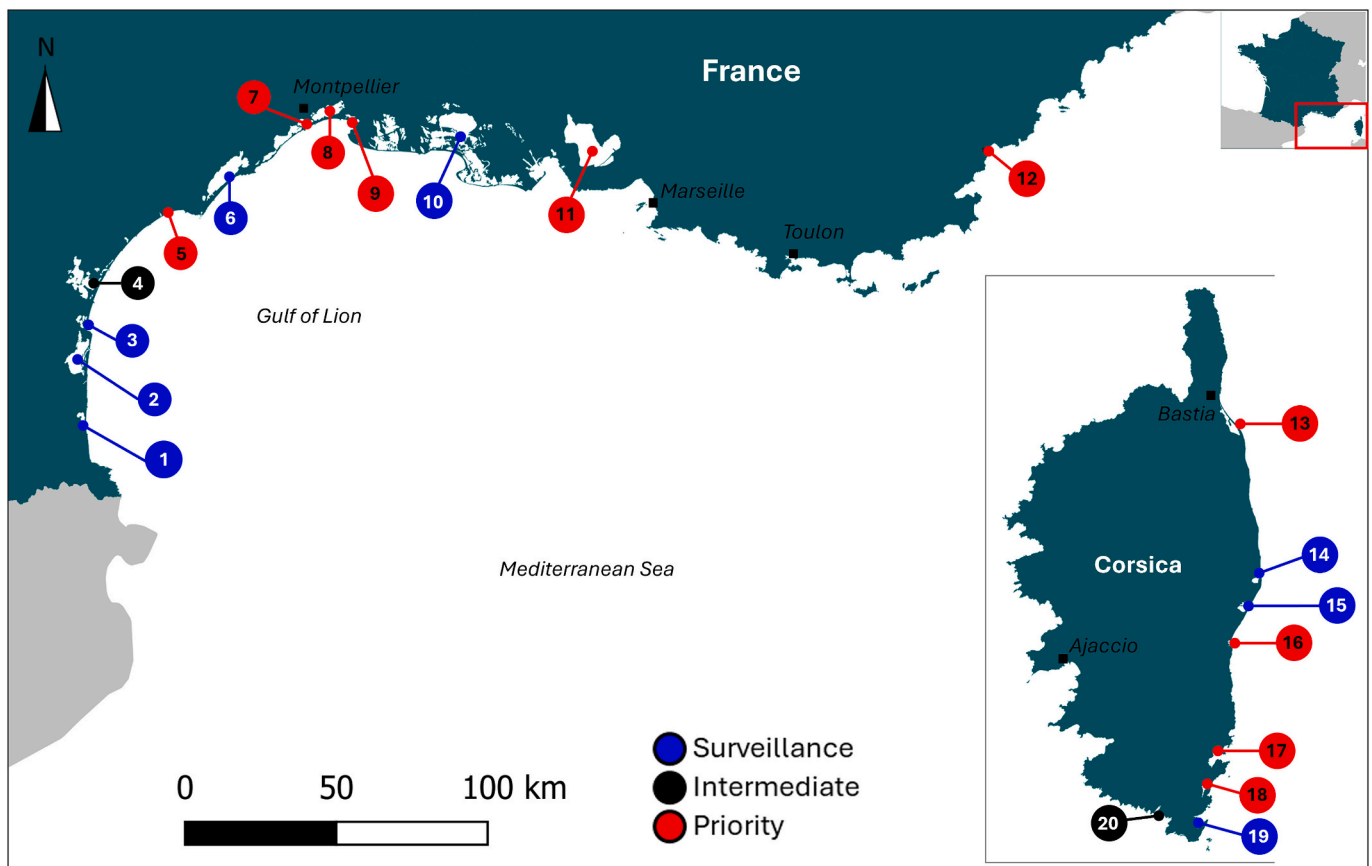 N
France
Montpellier
7
8
9
10
11
12
Marseille
6
Toulon
5
4
Gulf of Lion
3
2
1
Bastia
13
Mediterranean Sea
14
Corsica
15
16
Ajaccio
17
18
20
19
0 50 100 km
Surveillance
Intermediate
Priority